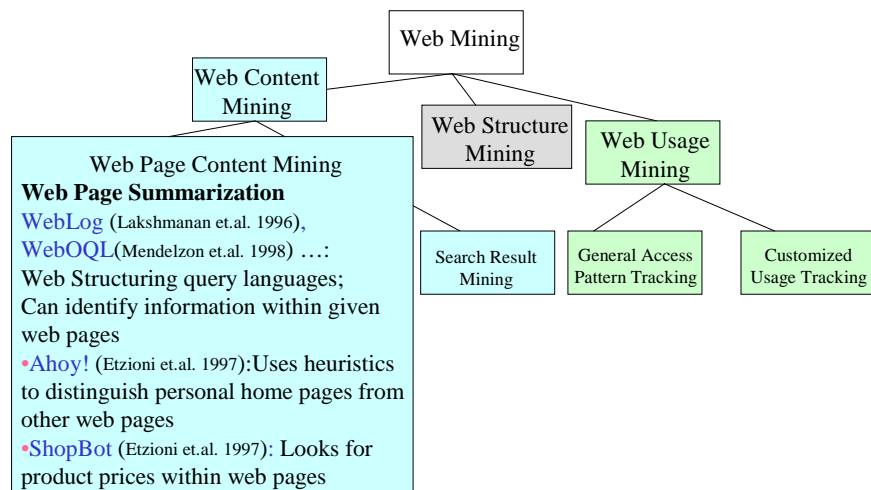 Web Mining
Web Content
Mining
Web Structure
Mining
Web Usage
Mining
Web Page Content Mining
Web Page Summarization
WebLog (Lakshmanan et.al. 1996),
WebOQL(Mendelzon et.al. 1998) …:
Web Structuring query languages;
Can identify information within given
web pages
•Ahoy! (Etzioni et.al. 1997):Uses heuristics
to distinguish personal home pages from
other web pages
•ShopBot (Etzioni et.al. 1997): Looks for
product prices within web pages
Search Result
Mining
General Access
Pattern Tracking
Customized
Usage Tracking